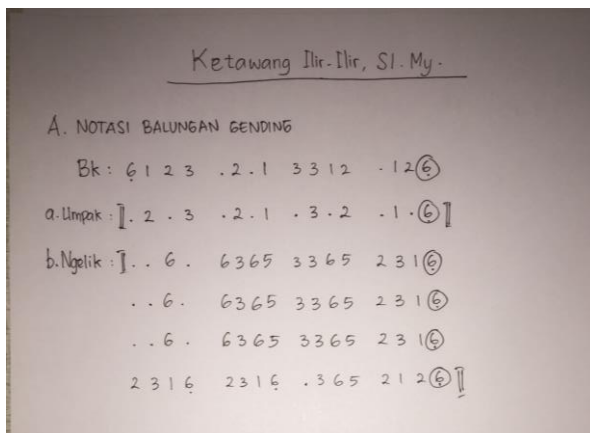 Ketawang Ilir-Ilir, Sl. My.
A. NOTASI BALUNGAN GENDING
Bk : 6̣ 1 2 3 . 2 . 1 3 3 1 2 . 1 2 6̣
a. Umpak : [. 2 . 3 . 2 . 1 . 3 . 2 . 1 . 6̣ ]
b. Ngelik : [. . 6 . 6 3 6 5 3 3 6 5 2 3 1 6̣
. . 6 . 6 3 6 5 3 3 6 5 2 3 1 6̣
. . 6 . 6 3 6 5 3 3 6 5 2 3 1 6̣
2 3 1 6̣ 2 3 1 6̣ . 3 6 5 2 1 2 6̣ ]